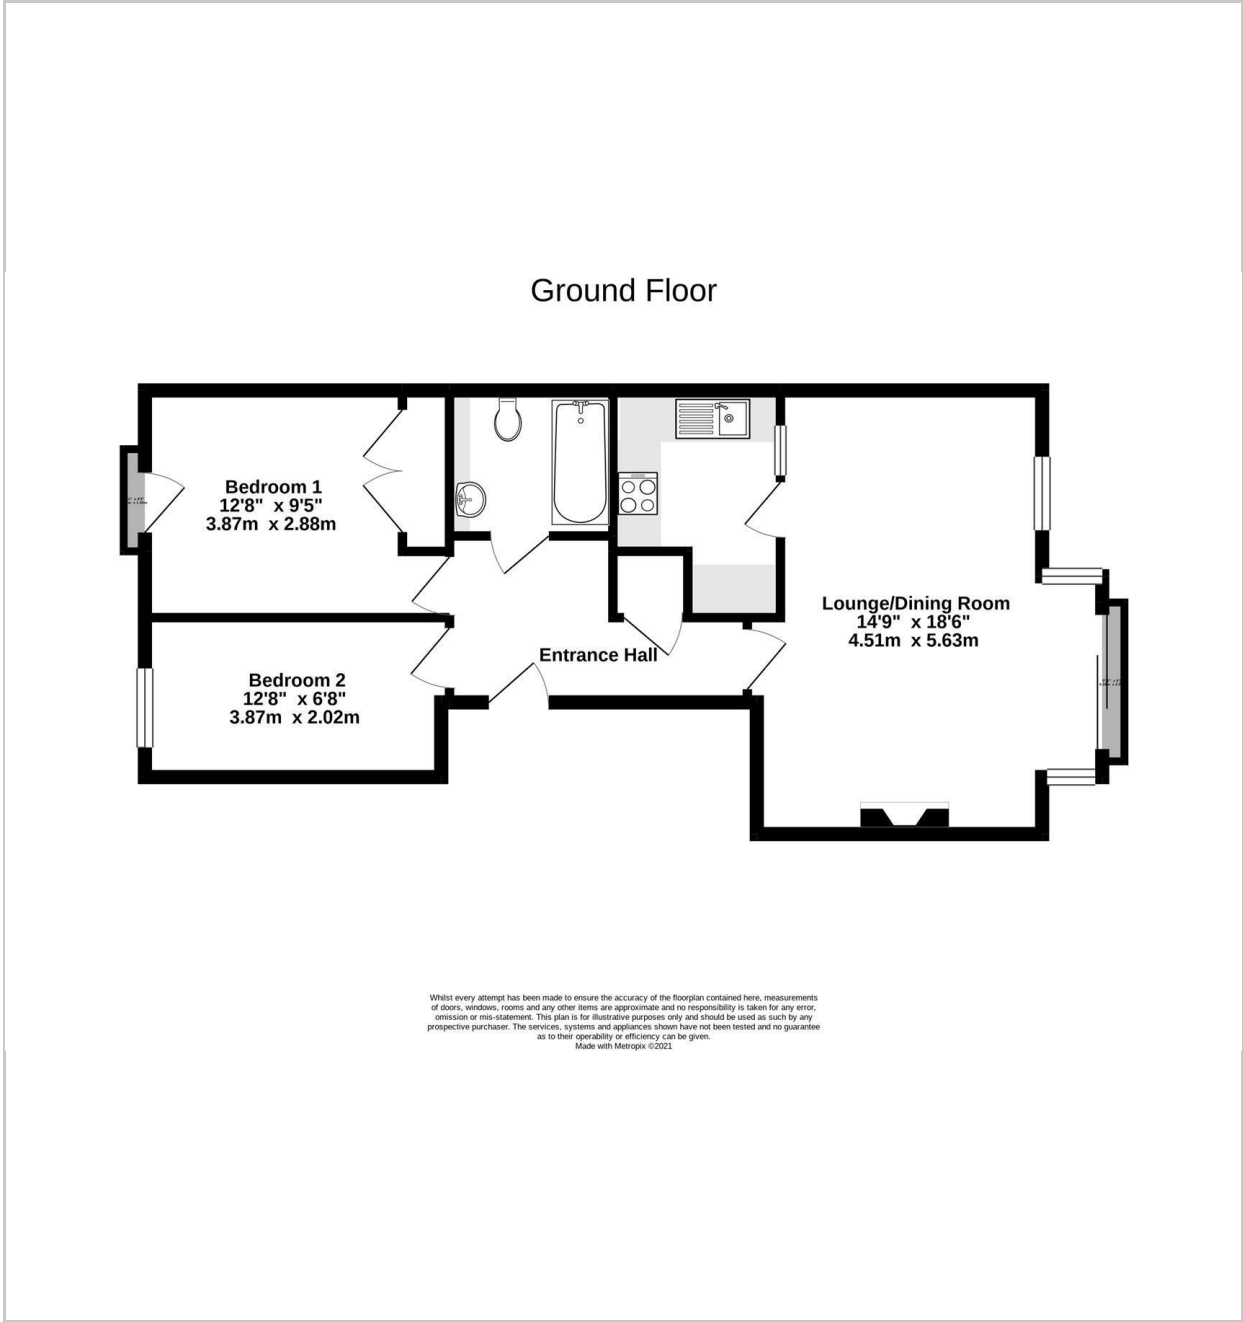 Ground Floor
Bedroom 1
12'8" x 9'5"
3.87m x 2.88m
Lounge/Dining Room
14'9" x 18'6"
4.51m x 5.63m
Entrance Hall
Bedroom 2
12'8" x 6'8"
3.87m x 2.02m
Whilst every attempt has been made to ensure the accuracy of the floorplan contained here, measurements
of doors, windows, rooms and any other items are approximate and no responsibility is taken for any error,
omission or mis-statement. This plan is for illustrative purposes only and should be used as such by any
prospective purchaser. The services, systems and appliances shown have not been tested and no guarantee
as to their operability or efficiency can be given.
Made with Metropix ©2021